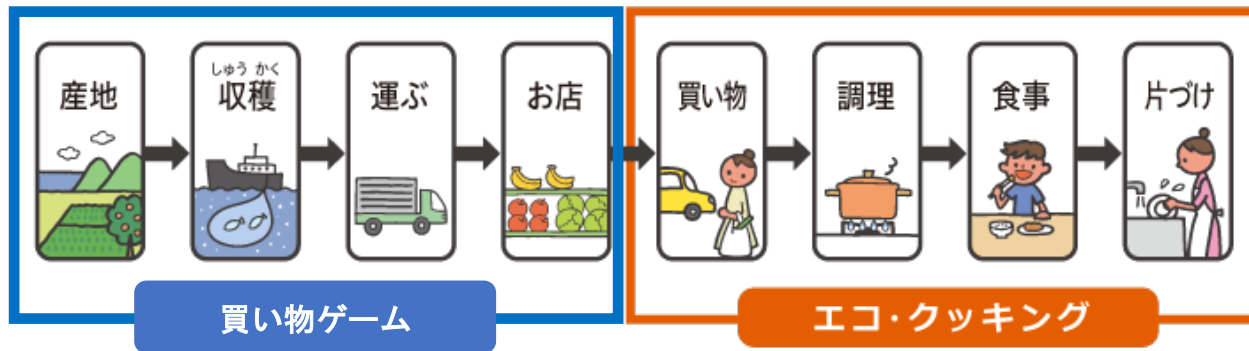 産地
しゅう かく
収穫
運ぶ
お店
買い物
調理
食事
片づけ
買い物ゲーム
エコ・クッキング